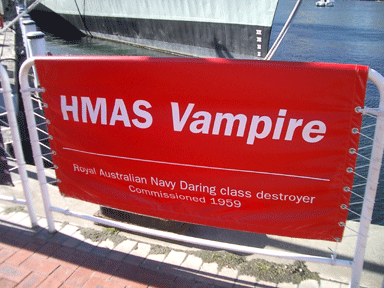 HMAS Vampire
Royal Australian Navy Daring class destroyer
Commissioned 1959